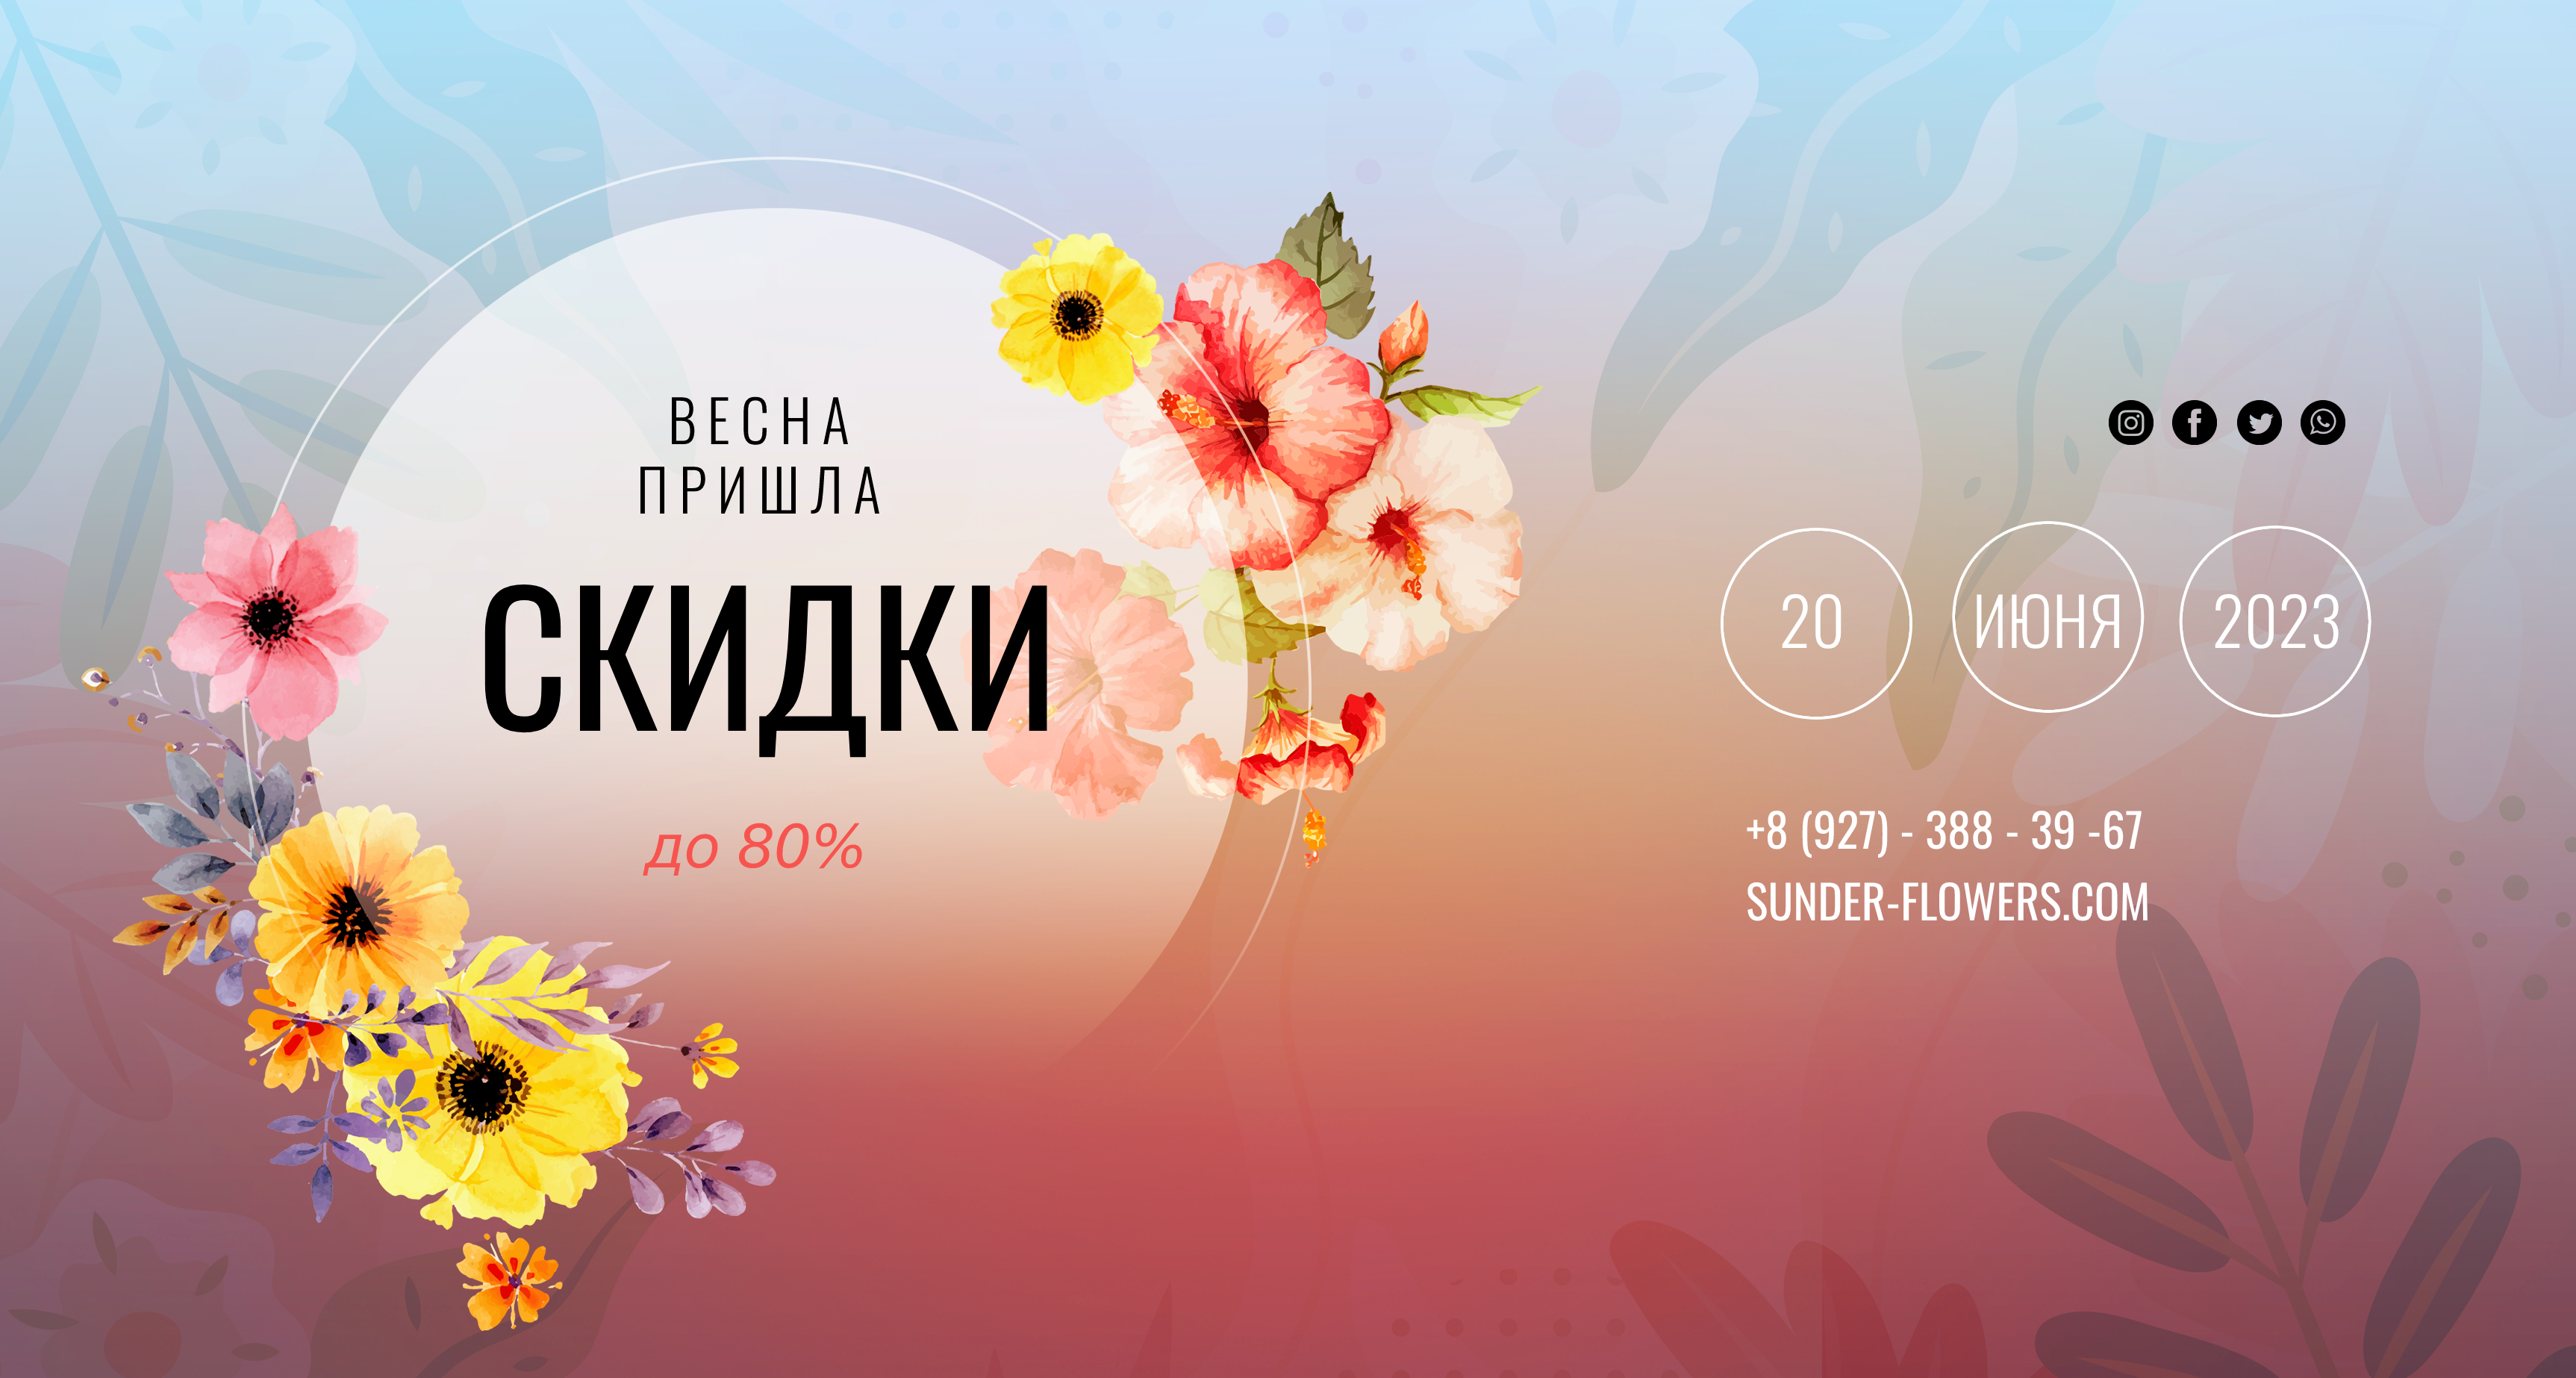 ВЕСНА
ПРИШЛА
СКИДКИ
до 80%
20 ИЮНЯ 2023
+8 (927) - 388 - 39 -67
SUNDER-FLOWERS.COM